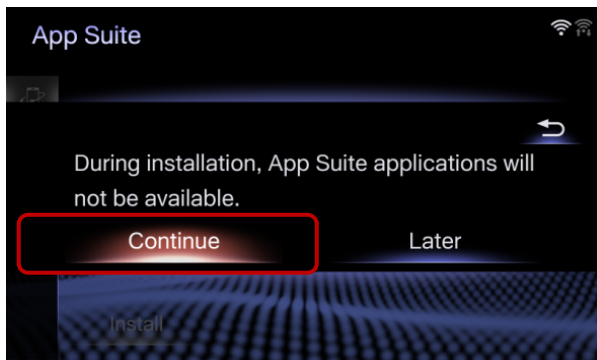 App Suite
During installation, App Suite applications will
not be available.
Continue
Later
Install